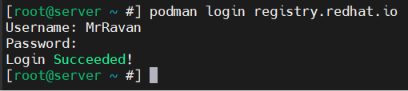 [root@server ~ #] podman login registry.redhat.io
Username: MrRavan
Password:
Login Succeeded!
[root@server ~ #]